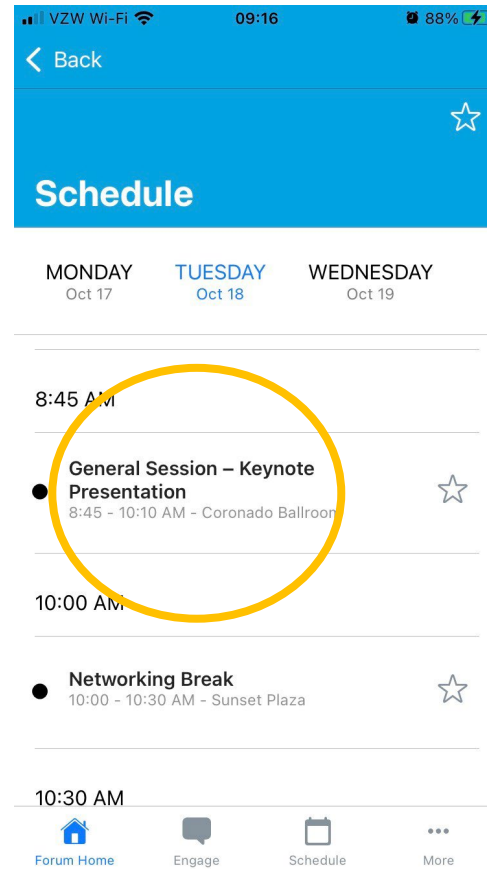 VZW Wi-Fi 09:16 88%
Back
Schedule
MONDAY TUESDAY WEDNESDAY
Oct 17 Oct 18 Oct 19
8:45 AM
General Session – Keynote
Presentation
8:45 - 10:10 AM - Coronado Ballroom
10:00 AM
Networking Break
10:00 - 10:30 AM - Sunset Plaza
10:30 AM
Forum Home Engage Schedule More